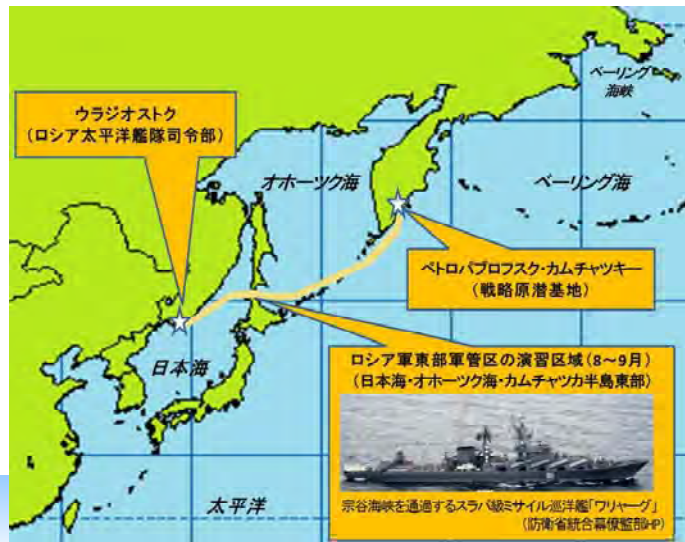 ベーリング
海峡
ウラジオストク
(ロシア太平洋艦隊司令部)
オホーツク海
ベーリング海
ペトロパブロフスク・カムチャツキー
(戦略原潜基地)
日本海
ロシア軍東部軍管区の演習区域(8~9月)
(日本海・オホーツク海・カムチャツカ半島東部)
太平洋
宗谷海峡を通過するスラバ級ミサイル巡洋艦「ワリャーグ」
(防衛省統合幕僚監部HP)